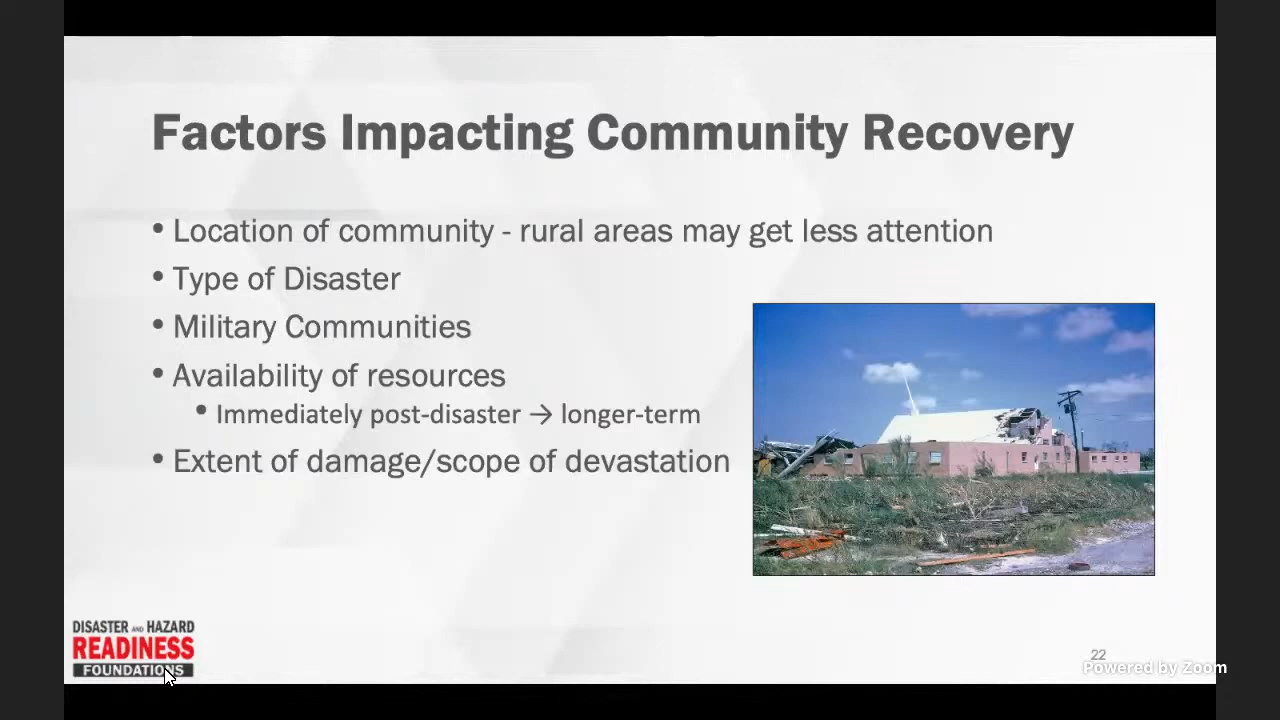 Factors Impacting Community Recovery
• Location of community - rural areas may get less attention
• Type of Disaster
• Military Communities
• Availability of resources
• Immediately post-disaster → longer-term
• Extent of damage/scope of devastation
DISASTER AND HAZARD
READINESS
FOUNDATIONS
22
Powered by Zoom